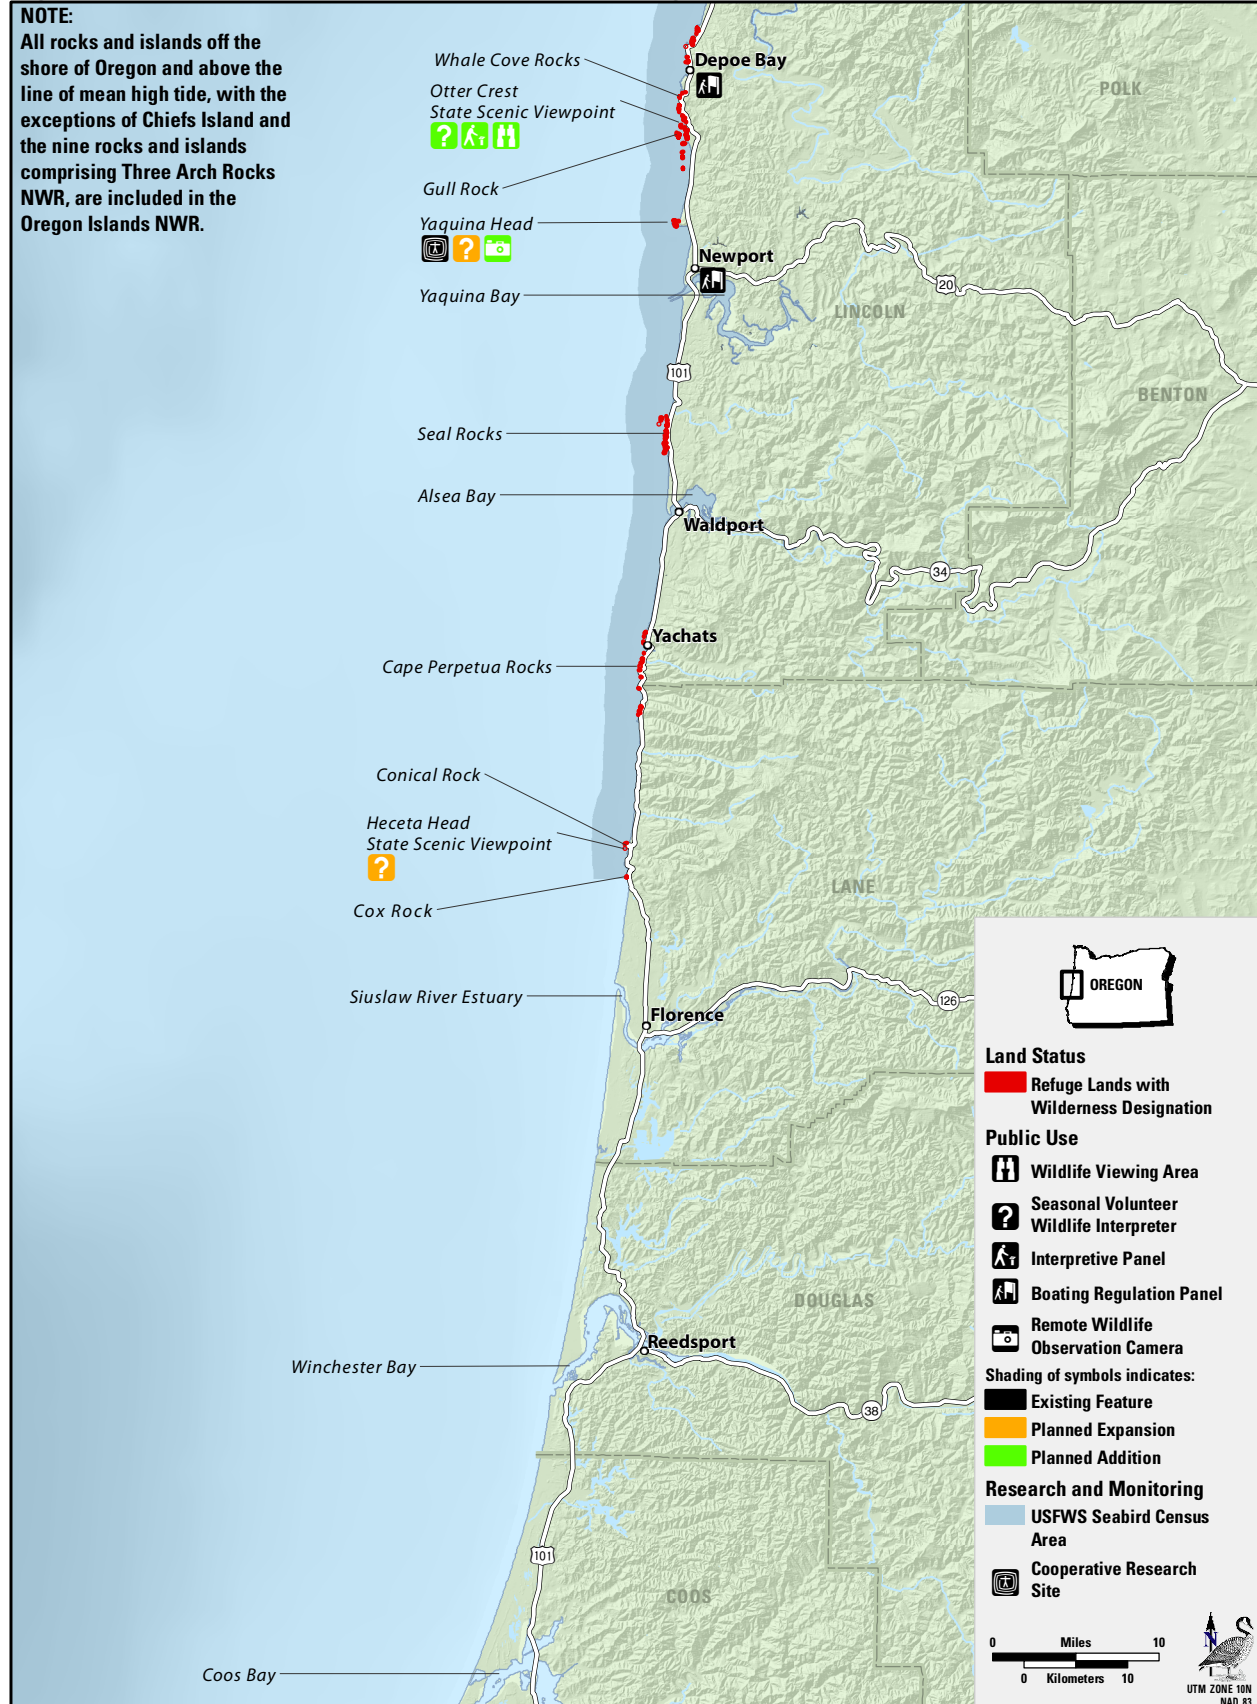 NOTE:
All rocks and islands off the
shore of Oregon and above the
line of mean high tide, with the
exceptions of Chiefs Island and
the nine rocks and islands
comprising Three Arch Rocks
NWR, are included in the
Oregon Islands NWR.
Whale Cove Rocks
Depoe Bay
Otter Crest
State Scenic Viewpoint
?
POLK
Gull Rock
Yaquina Head
?
Newport
Yaquina Bay
20
LINCOLN
101
BENTON
Seal Rocks
Alsea Bay
Waldport
34
Yachats
Cape Perpetua Rocks
Conical Rock
Heceta Head
State Scenic Viewpoint
?
LANE
Cox Rock
Siuslaw River Estuary
Florence
126
DOUGLAS
Reedsport
Winchester Bay
38
101
COOS
Coos Bay
OREGON
Land Status
Refuge Lands with
Wilderness Designation
Public Use
Wildlife Viewing Area
?
Seasonal Volunteer
Wildlife Interpreter
Interpretive Panel
Boating Regulation Panel
Remote Wildlife
Observation Camera
Shading of symbols indicates:
Existing Feature
Planned Expansion
Planned Addition
Research and Monitoring
USFWS Seabird Census
Area
Cooperative Research
Site
0 Miles 10
0 Kilometers 10
N
UTM ZONE 10N
NAD 83